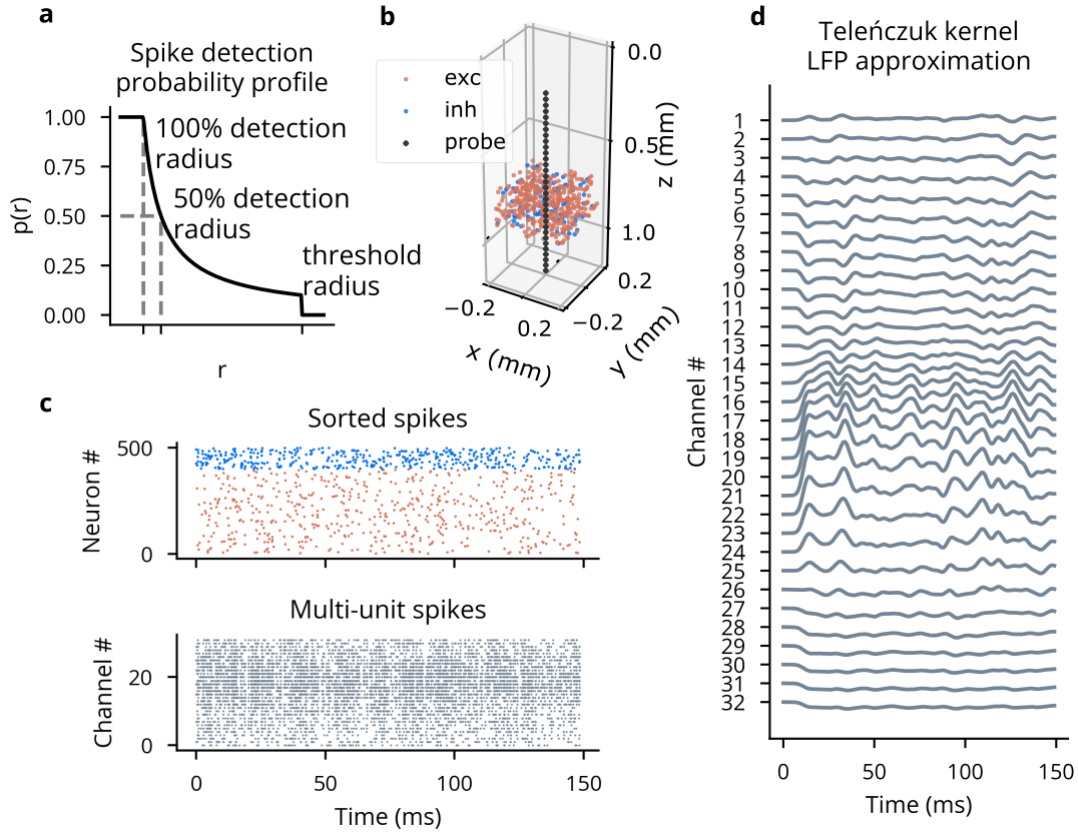 a
Spike detection
probability profile
1.00
0.75
0.50
0.25
0.00
p(r)
100% detection
radius
50% detection
radius
threshold
radius
r
b
exc
inh
probe
0.0
0.5
1.0
z (mm)
−0.2
0.2
x (mm)
−0.2
0.2
y (mm)
c
Sorted spikes
500
0
Neuron #
Multi-unit spikes
20
0
Channel #
0
50
100
150
Time (ms)
d
Teleńczuk kernel
LFP approximation
Channel #
1
2
3
4
5
6
7
8
9
10
11
12
13
14
15
16
17
18
19
20
21
22
23
24
25
26
27
28
29
30
31
32
0
50
100
150
Time (ms)